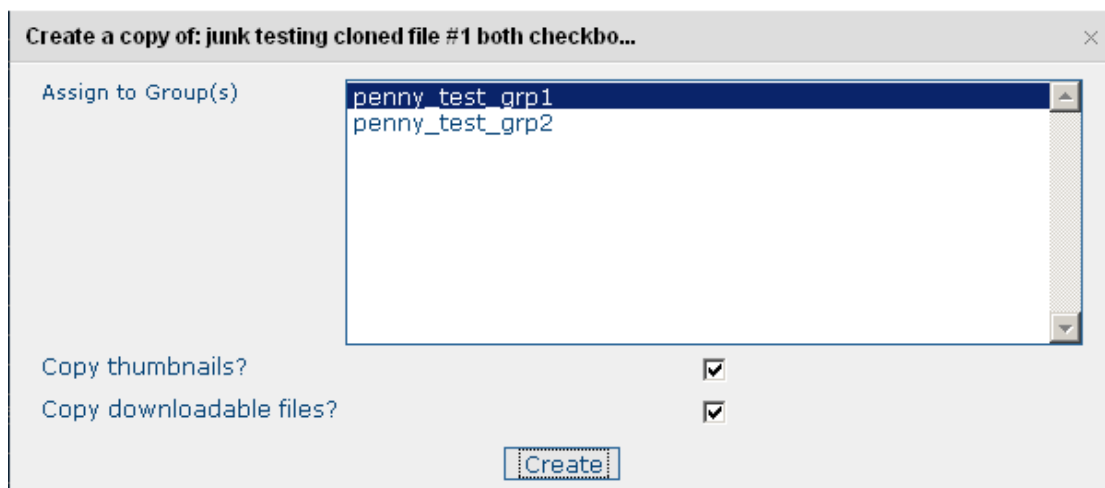 Create a copy of: junk testing cloned file #1 both checkbo...
Assign to Group(s)
penny_test_grp1
penny_test_grp2
Copy thumbnails?
Copy downloadable files?
Create